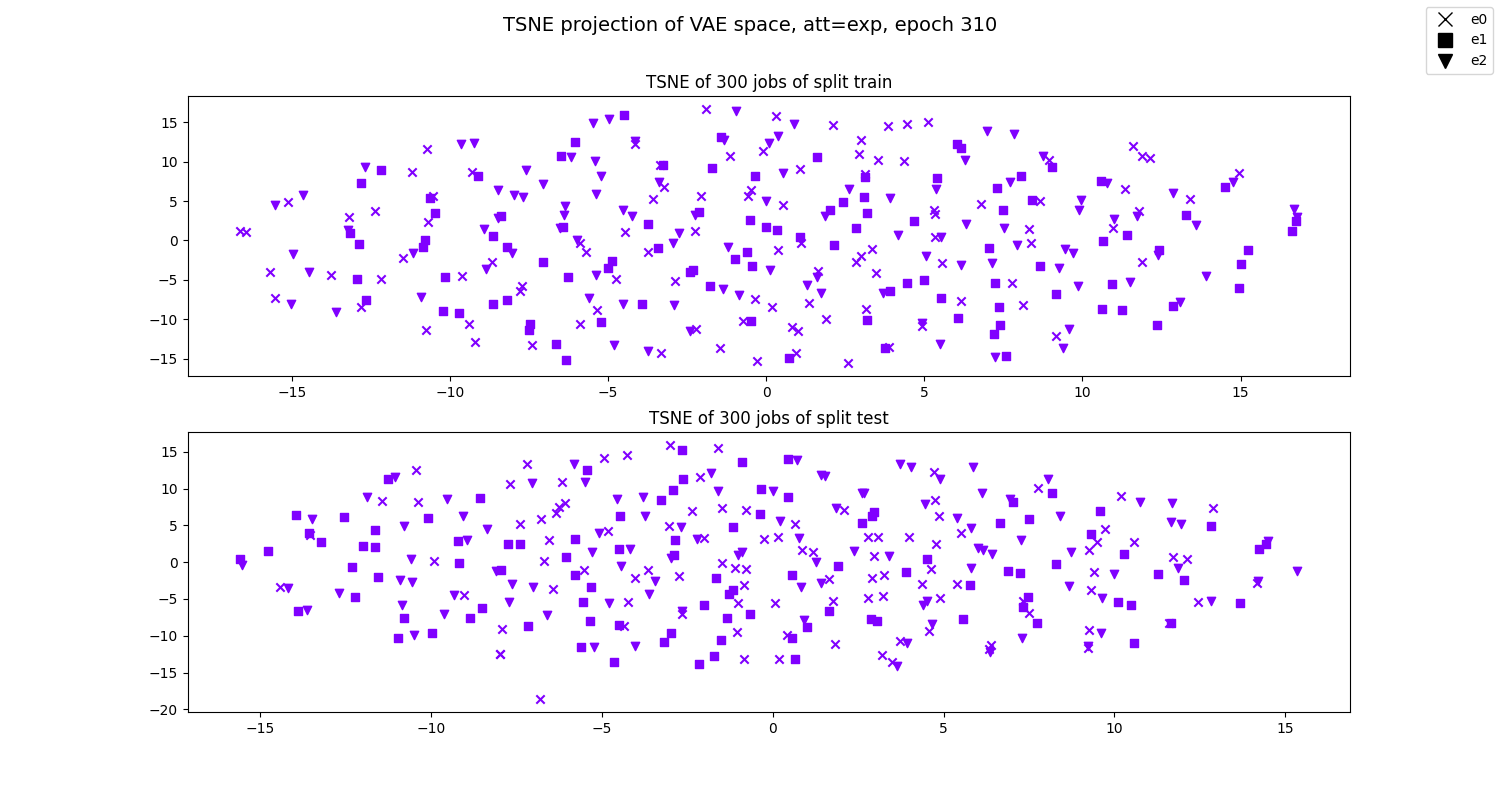 TSNE projection of VAE space, att=exp, epoch 310
e0
e1
e2
TSNE of 300 jobs of split train
15
10
5
0
−5
−10
−15
−15 −10 −5 0 5 10 15
TSNE of 300 jobs of split test
15
10
5
0
−5
−10
−15
−20
−15 −10 −5 0 5 10 15